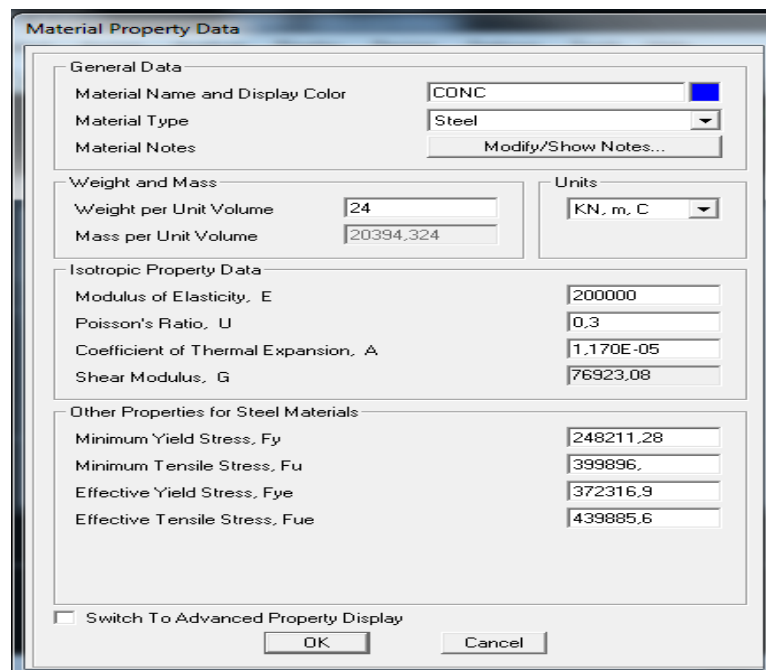 Material Property Data
General Data
Material Name and Display Color CONC
Material Type Steel
Material Notes Modify/Show Notes...
Weight and Mass
Weight per Unit Volume 24
Mass per Unit Volume 20394,324
Units
KN, m, C
Isotropic Property Data
Modulus of Elasticity, E 200000
Poisson's Ratio, U 0,3
Coefficient of Thermal Expansion, A 1,170E-05
Shear Modulus, G 76923,08
Other Properties for Steel Materials
Minimum Yield Stress, Fy 248211,28
Minimum Tensile Stress, Fu 399896,
Effective Yield Stress, Fye 372316,9
Effective Tensile Stress, Fue 439885,6
Switch To Advanced Property Display
OK Cancel